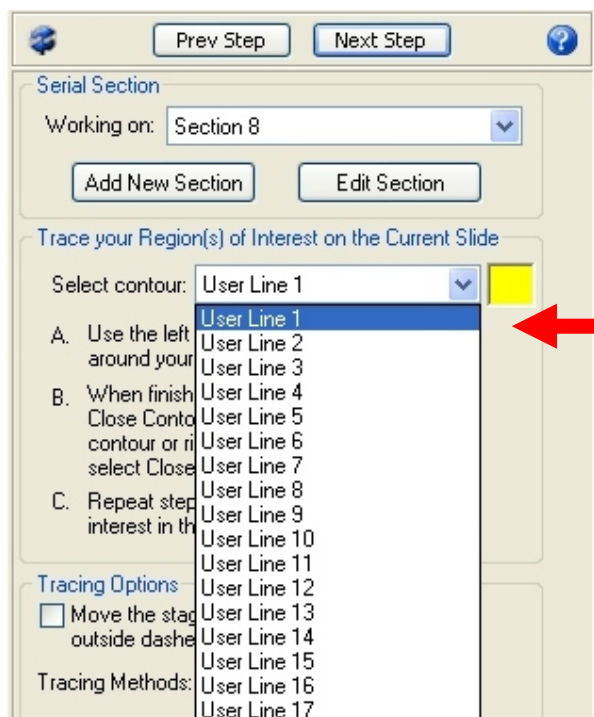 Prev Step Next Step ?
Serial Section
Working on: Section 8
Add New Section Edit Section
Trace your Region(s) of Interest on the Current Slide
Select contour: User Line 1
User Line 1
A. Use the left User Line 2
around your User Line 3
B. When finish User Line 4
Close Conto User Line 5
contour or ri User Line 6
select Close User Line 7
User Line 8
C. Repeat step User Line 9
interest in th User Line 10
User Line 11
Tracing Options User Line 12
Move the stag User Line 13
outside dashe User Line 14
User Line 15
Tracing Methods: User Line 16
User Line 17